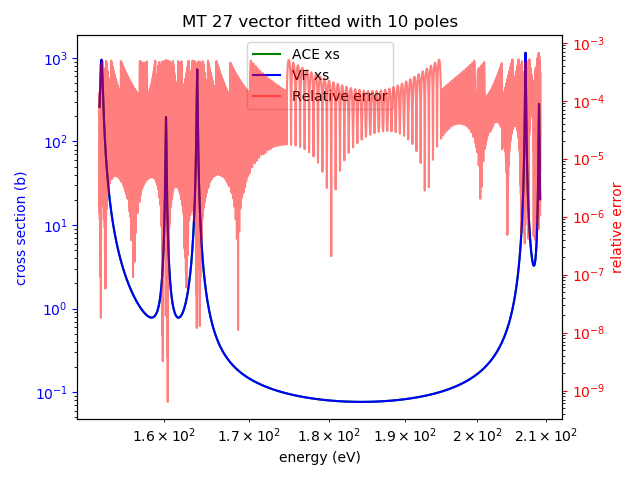 MT 27 vector fitted with 10 poles
ACE xs
VF xs
Relative error
cross section (b)
10³
10²
10¹
10⁰
10⁻¹
relative error
10⁻³
10⁻⁴
10⁻⁵
10⁻⁶
10⁻⁷
10⁻⁸
10⁻⁹
1.6 × 10² 1.7 × 10² 1.8 × 10² 1.9 × 10² 2 × 10² 2.1 × 10²
energy (eV)